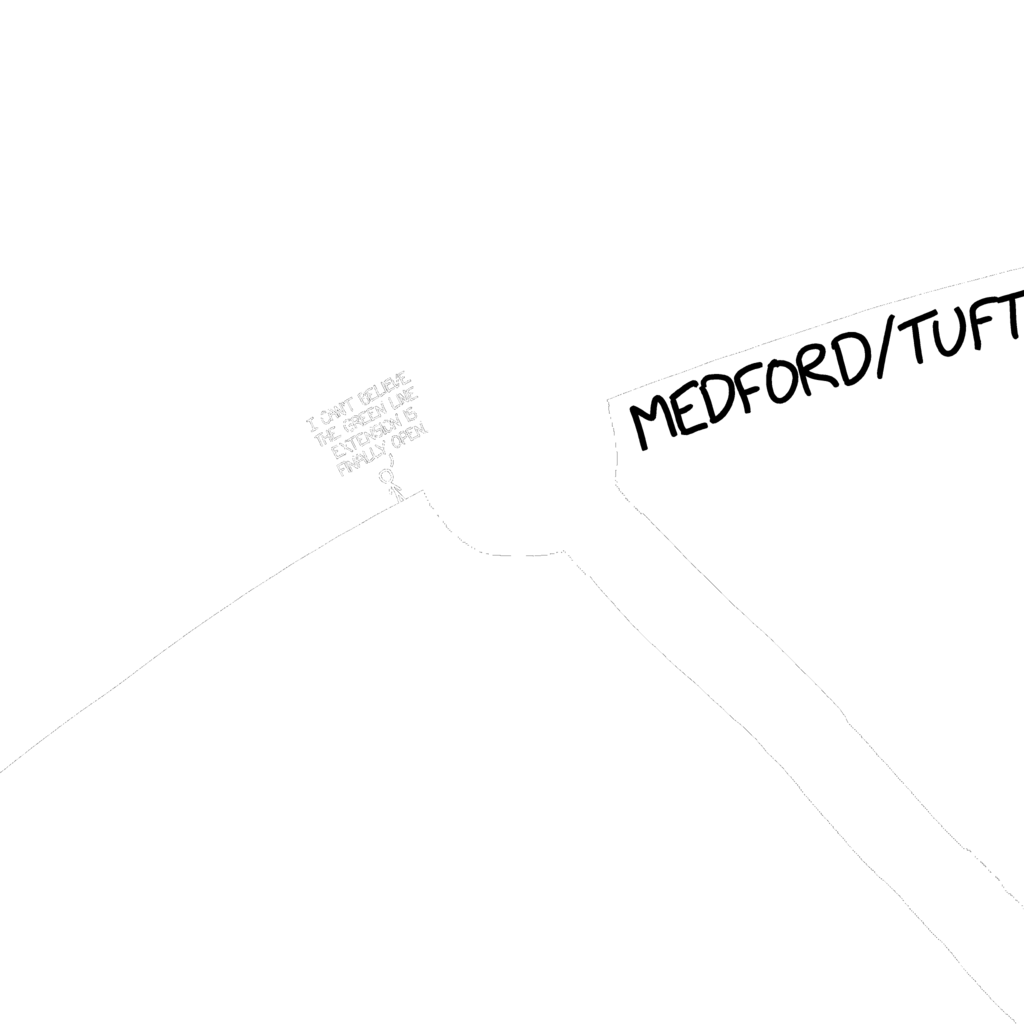 I CAN'T BELIEVE
THE GREEN LINE
EXTENSION IS
FINALLY OPEN.
MEDFORD/TUFT